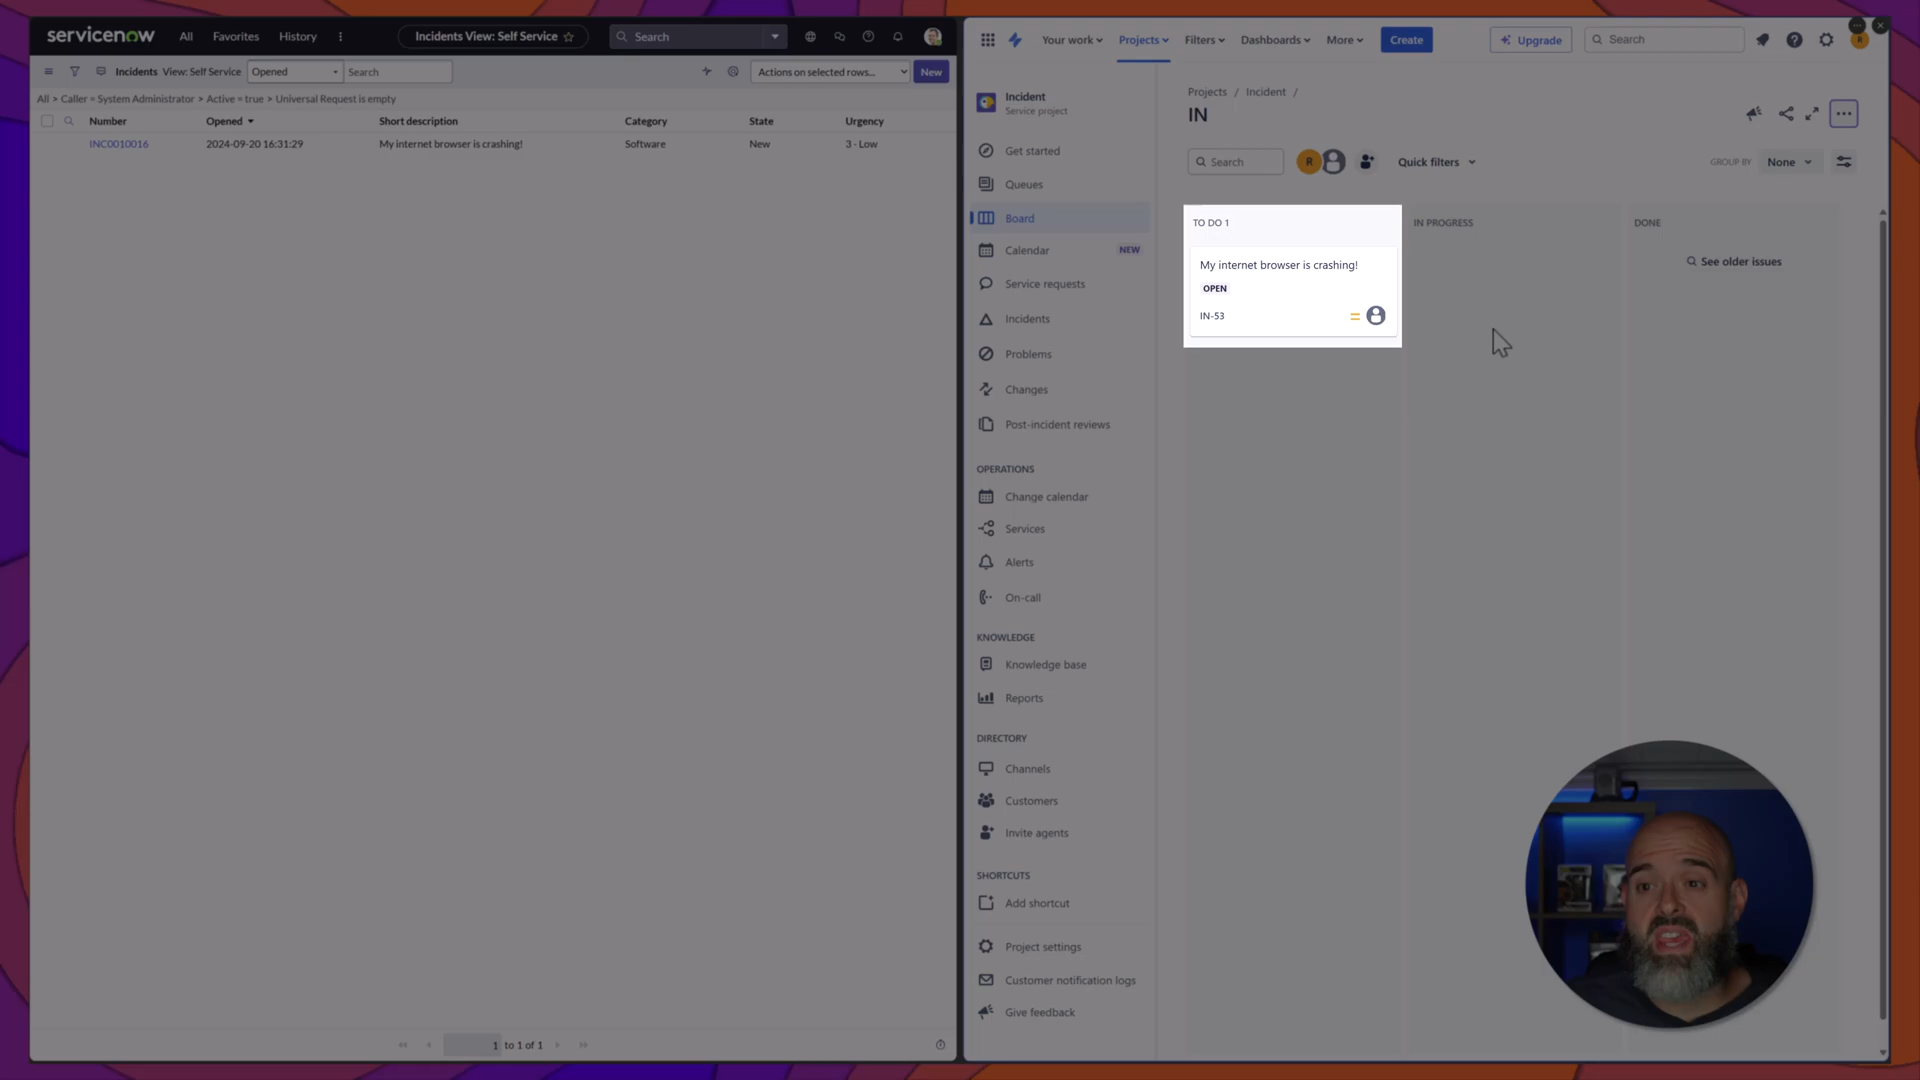 servicenow
All
Favorites
History
Incidents View: Self Service
Search
Incidents View: Self Service
Opened
Search
Actions on selected rows...
New
All > Caller = System Administrator > Active = true > Universal Request is empty
Number
Opened
Short description
Category
State
Urgency
INC0010016
2024-09-20 16:31:29
My internet browser is crashing!
Software
New
3 - Low
1 to 1 of 1
Your work
Projects
Filters
Dashboards
More
Create
Upgrade
Search
R
Incident
Service project
Get started
Queues
Board
Calendar
NEW
Service requests
Incidents
Problems
Changes
Post-incident reviews
OPERATIONS
Change calendar
Services
Alerts
On-call
KNOWLEDGE
Knowledge base
Reports
DIRECTORY
Channels
Customers
Invite agents
SHORTCUTS
Add shortcut
Project settings
Customer notification logs
Give feedback
Projects / Incident /
IN
Search
R
Quick filters
GROUP BY
None
TO DO 1
My internet browser is crashing!
OPEN
IN-53
IN PROGRESS
DONE
See older issues